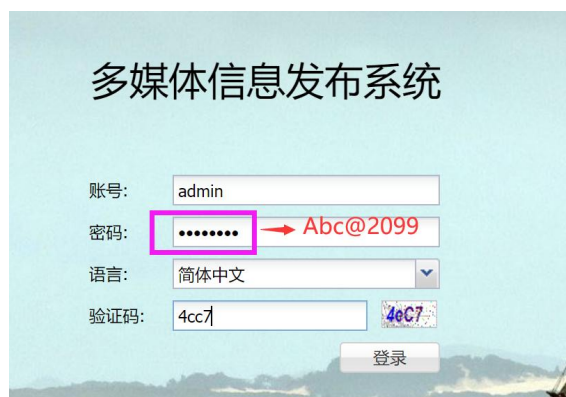 多媒体信息发布系统
账号: admin
密码: •••••••• Abc@2099
语言: 简体中文
验证码: 4cc7 4cC7
登录